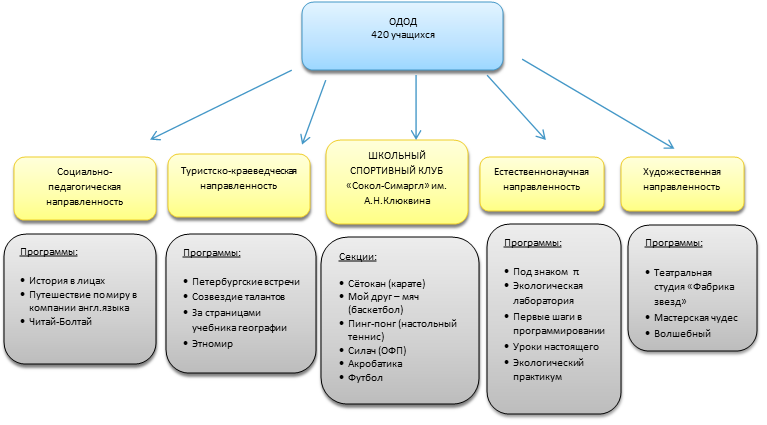 ОДОД
420 учащихся
Социально-
педагогическая
направленность
Туристско-краеведческая
направленность
ШКОЛЬНЫЙ
СПОРТИВНЫЙ КЛУБ
«Сокол-Симаргл» им.
А.Н.Клюквина
Естественнонаучная
направленность
Художественная
направленность
Программы:
• История в лицах
• Путешествие по миру в
компании англ.языка
• Читай-Болтай
Программы:
• Петербургские встречи
• Созвездие талантов
• За страницами
учебника географии
• Этномир
Секции:
• Сётокан (карате)
• Мой друг – мяч
(баскетбол)
• Пинг-понг (настольный
теннис)
• Силач (ОФП)
• Акробатика
• Футбол
Программы:
• Под знаком π
• Экологическая
лаборатория
• Первые шаги в
программировании
• Уроки настоящего
• Экологический
практикум
Программы:
• Театральная
студия «Фабрика
звезд»
• Мастерская чудес
• Волшебный